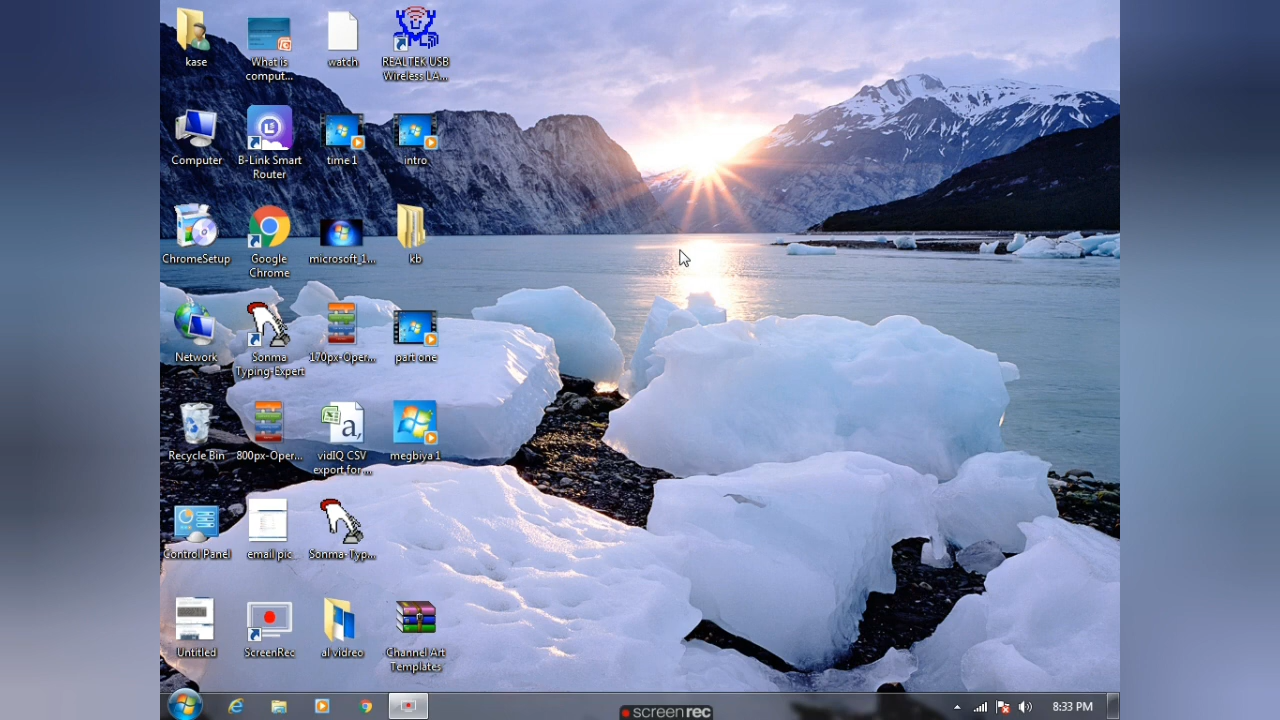 kase
What is
comput...
watch
REALTEK USB
Wireless LA...
Computer
B-Link Smart
Router
time 1
intro
ChromeSetup
Google
Chrome
microsoft_1...
kb
Network
Sonma
Typing-Expert
170px-Oper...
part one
Recycle Bin
800px-Oper...
vidIQ CSV
export for ...
megbiya 1
Control Panel
email pic
Sonma-Typ...
Untitled
ScreenRec
al vidreo
Channel Art
Templates
screenrec
8:33 PM